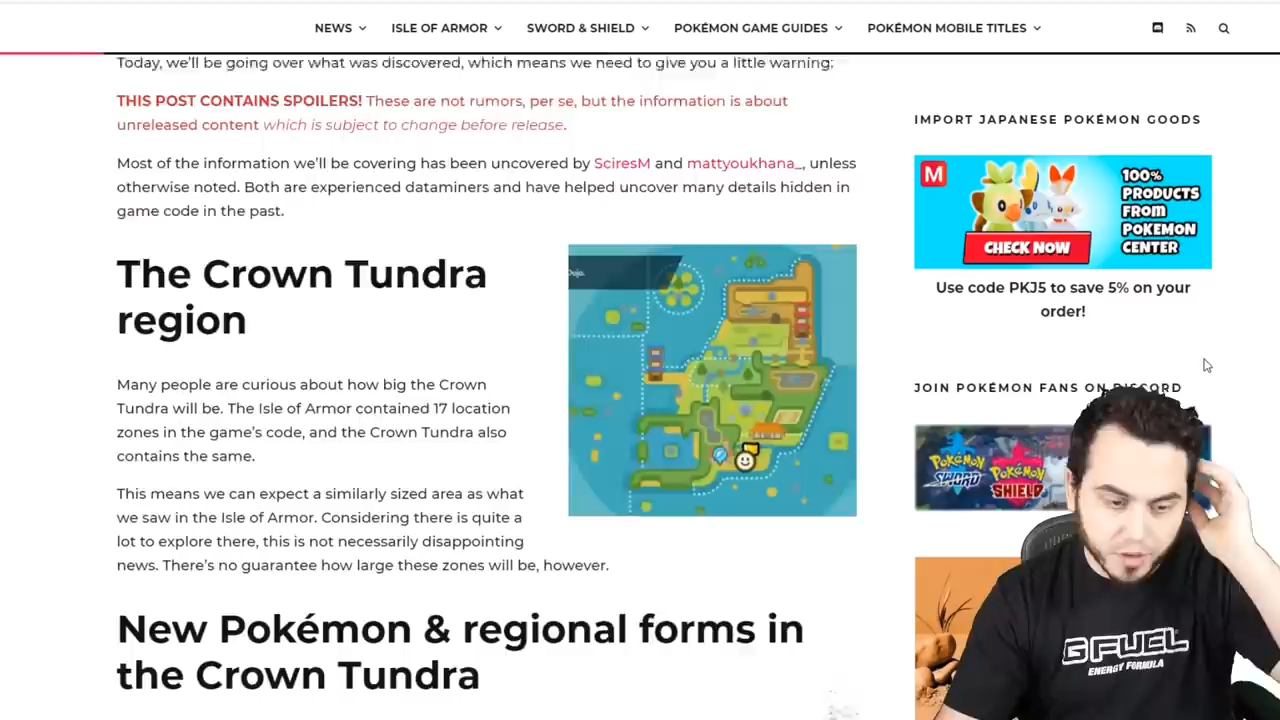 NEWS ISLE OF ARMOR SWORD & SHIELD POKÉMON GAME GUIDES POKÉMON MOBILE TITLES
Today, we'll be going over what was discovered, which means we need to give you a little warning;
THIS POST CONTAINS SPOILERS! These are not rumors, per se, but the information is about
unreleased content which is subject to change before release.
Most of the information we'll be covering has been uncovered by SciresM and mattyoukhana_, unless
otherwise noted. Both are experienced dataminers and have helped uncover many details hidden in
game code in the past.
The Crown Tundra
region
Many people are curious about how big the Crown
Tundra will be. The Isle of Armor contained 17 location
zones in the game's code, and the Crown Tundra also
contains the same.
This means we can expect a similarly sized area as what
we saw in the Isle of Armor. Considering there is quite a
lot to explore there, this is not necessarily disappointing
news. There's no guarantee how large these zones will be, however.
New Pokémon & regional forms in
the Crown Tundra
Dojo.
IMPORT JAPANESE POKÉMON GOODS
M
100%
PRODUCTS
FROM
POKEMON
CENTER
CHECK NOW
Use code PKJ5 to save 5% on your
order!
JOIN POKÉMON FANS ON DISCORD
POKÉMON
SWORD
POKÉMON
SHIELD
G FUEL
ENERGY FORMULA